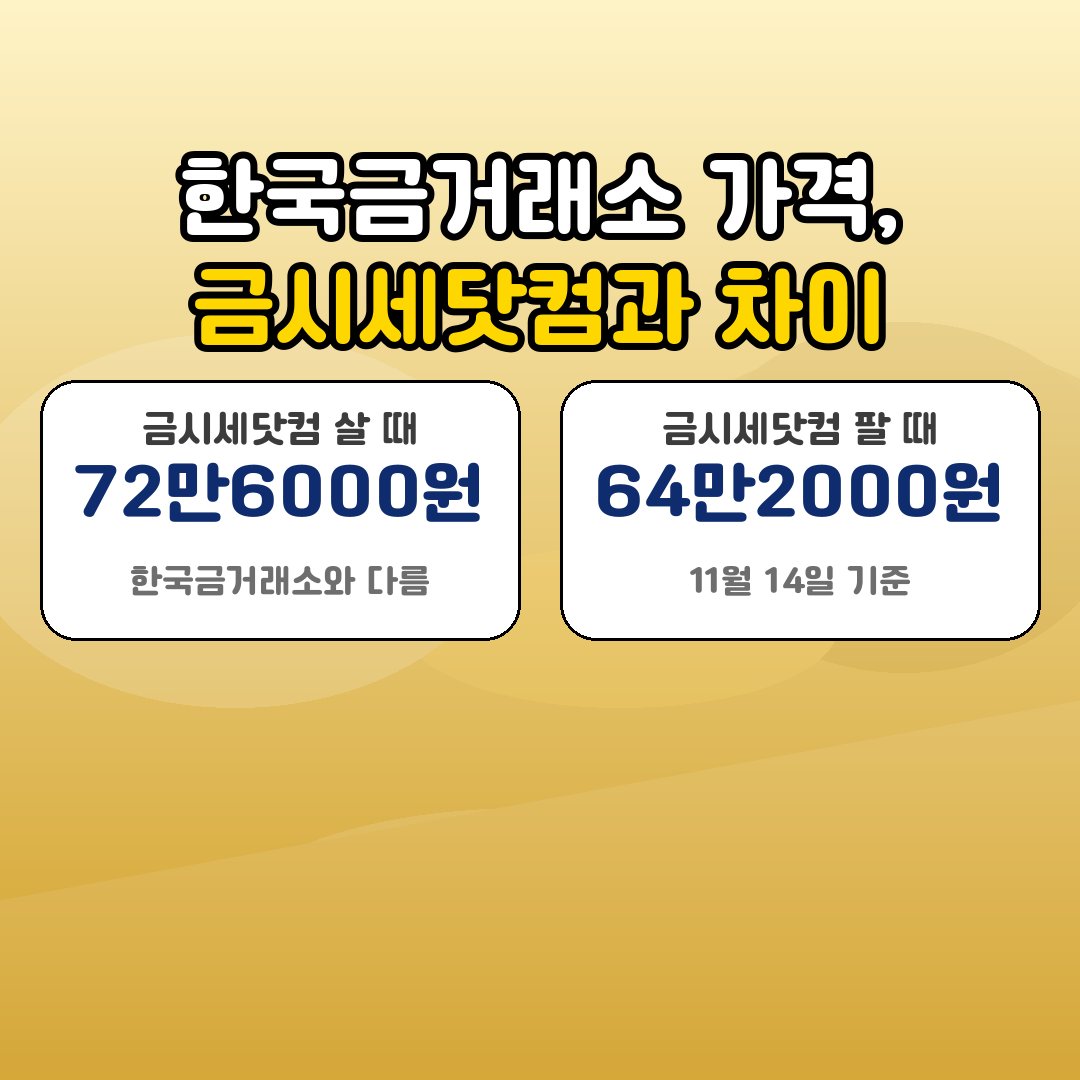 한국금거래소 가격,
금시세닷컴과 차이
금시세닷컴 살 때
72만6000원
한국금거래소와 다름
금시세닷컴 팔 때
64만2000원
11월 14일 기준